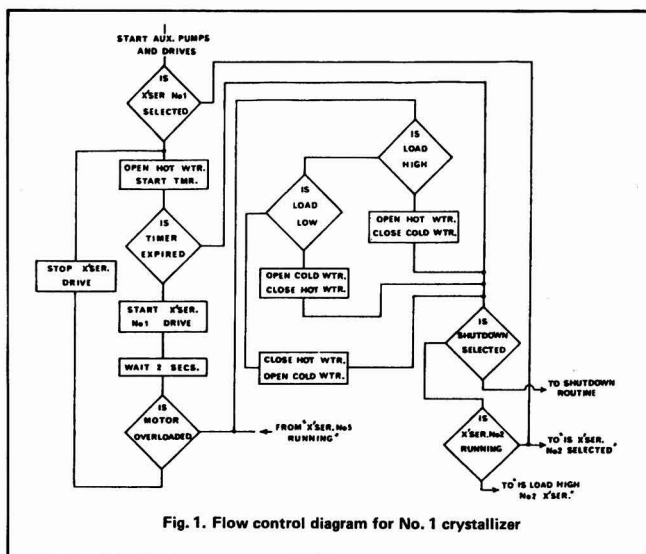 START AUX. PUMPS
AND DRIVES
IS
X'SER No1
SELECTED
OPEN HOT WTR.
START TMR.
IS
TIMER
EXPIRED
STOP X'SER.
DRIVE
START X'SER.
No1 DRIVE
WAIT 2 SECS.
IS
MOTOR
OVERLOADED
FROM "X'SER. No5
RUNNING"
IS
LOAD
HIGH
IS
LOAD
LOW
OPEN HOT WTR.
CLOSE COLD WTR.
OPEN COLD WTR.
CLOSE HOT WTR.
CLOSE HOT WTR.
OPEN COLD WTR.
IS
SHUTDOWN
SELECTED
TO SHUTDOWN
ROUTINE
IS
X'SER. No2
RUNNING
TO "IS X'SER.
No2 SELECTED"
TO "IS LOAD HIGH
No2 X'SER."
Fig. 1. Flow control diagram for No. 1 crystallizer